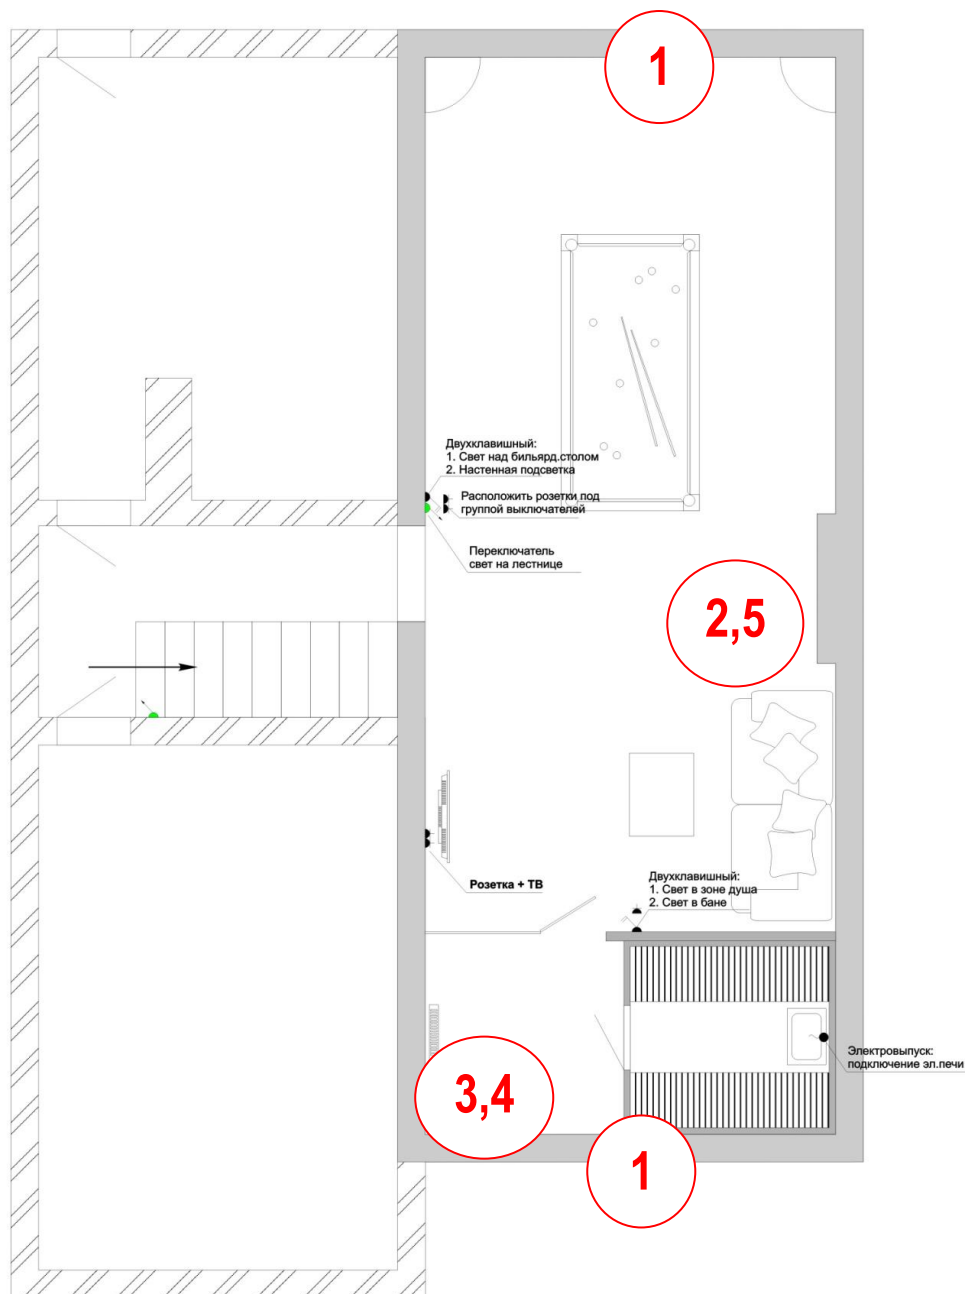 1
Двухклавишный:
1. Свет над бильярд.столом
2. Настенная подсветка
Расположить розетки под
группой выключателей
Переключатель
свет на лестнице
2,5
Розетка + ТВ
Двухклавишный:
1. Свет в зоне душа
2. Свет в бане
Электровыпуск:
подключение эл.печи
3,4
1